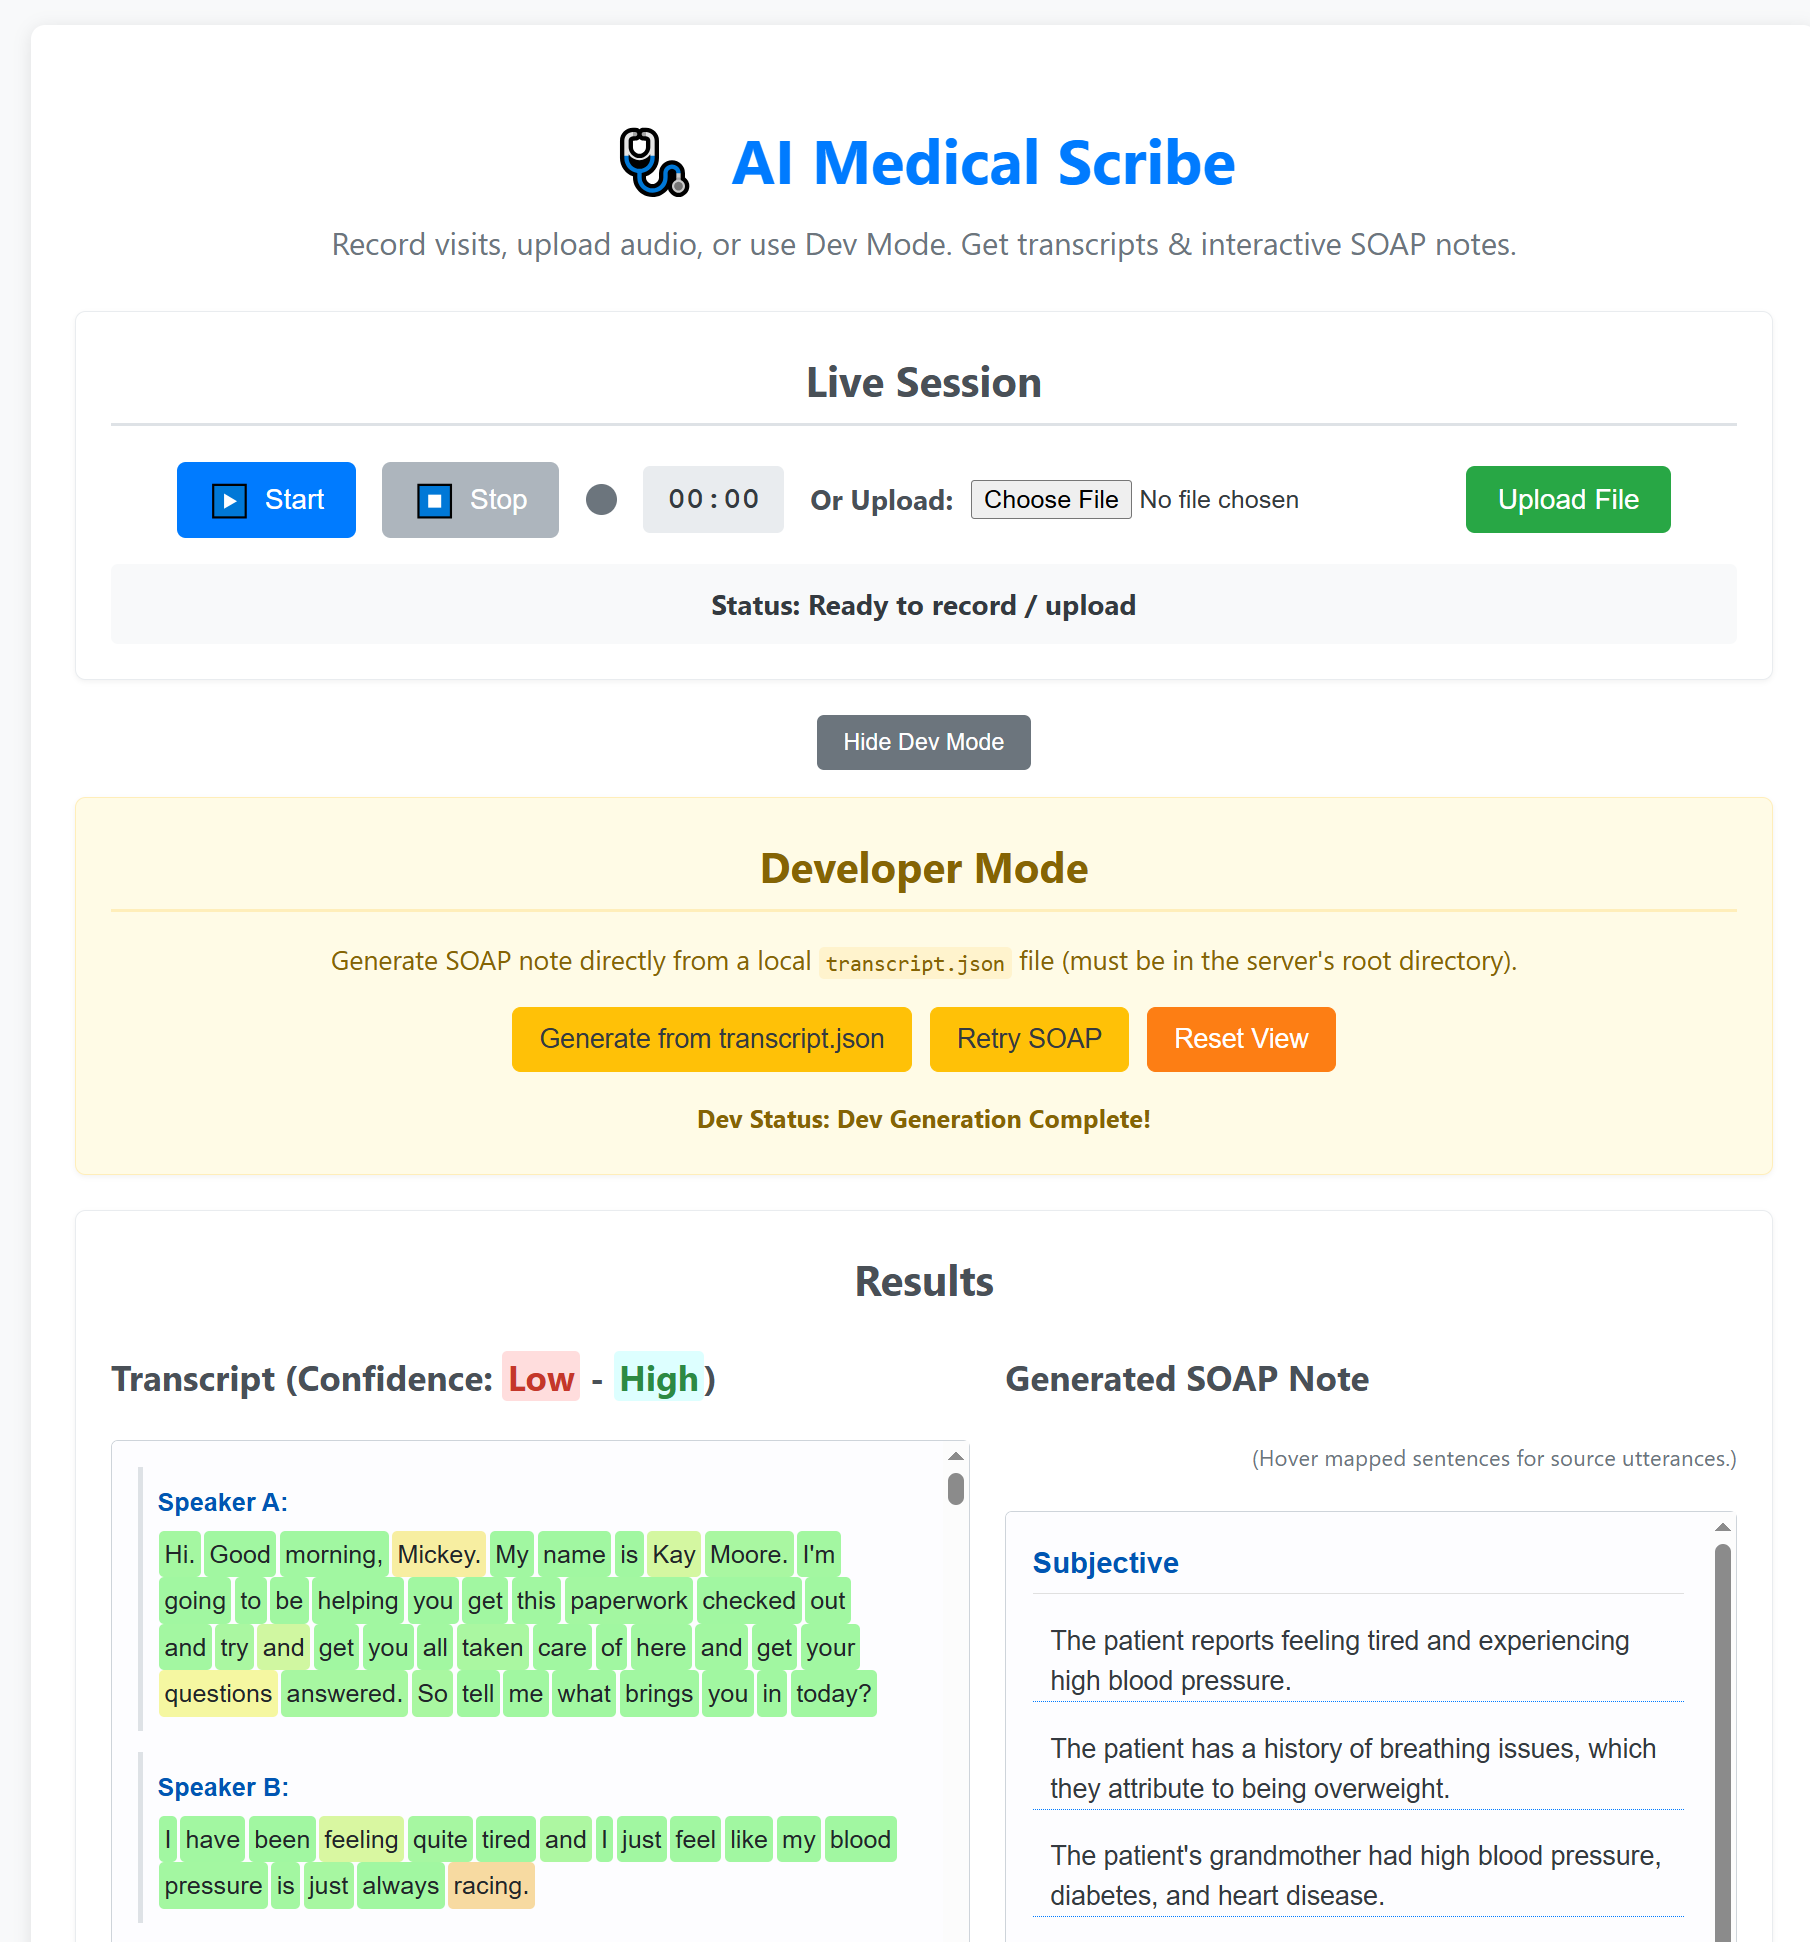 AI Medical Scribe
Record visits, upload audio, or use Dev Mode. Get transcripts & interactive SOAP notes.
Live Session
Start
Stop
00:00
Or Upload:
Choose File No file chosen
Upload File
Status: Ready to record / upload
Hide Dev Mode
Developer Mode
Generate SOAP note directly from a local transcript.json file (must be in the server's root directory).
Generate from transcript.json
Retry SOAP
Reset View
Dev Status: Dev Generation Complete!
Results
Transcript (Confidence: Low - High)
Speaker A:
Hi. Good morning, Mickey. My name is Kay Moore. I'm
going to be helping you get this paperwork checked out
and try and get you all taken care of here and get your
questions answered. So tell me what brings you in today?
Speaker B:
I have been feeling quite tired and I just feel like my blood
pressure is just always racing.
Generated SOAP Note
(Hover mapped sentences for source utterances.)
Subjective
The patient reports feeling tired and experiencing
high blood pressure.
The patient has a history of breathing issues, which
they attribute to being overweight.
The patient's grandmother had high blood pressure,
diabetes, and heart disease.